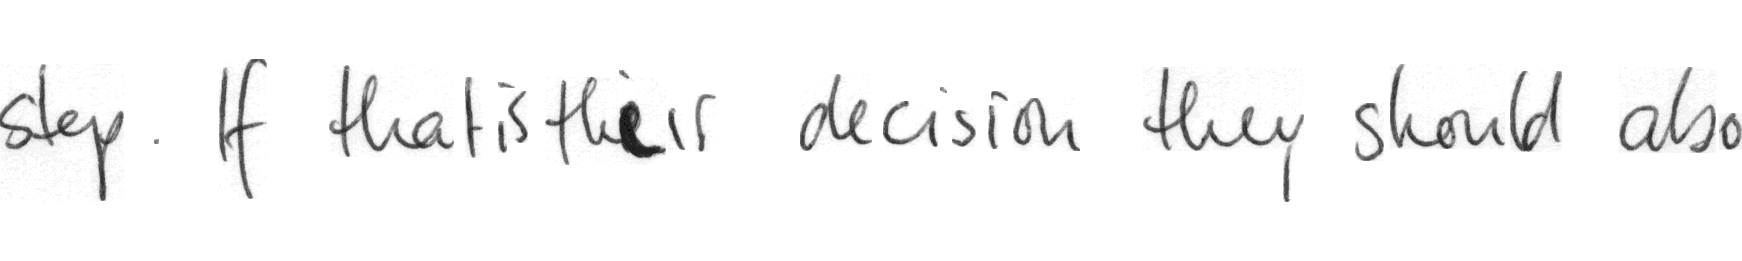 step. If that is their decision they should also